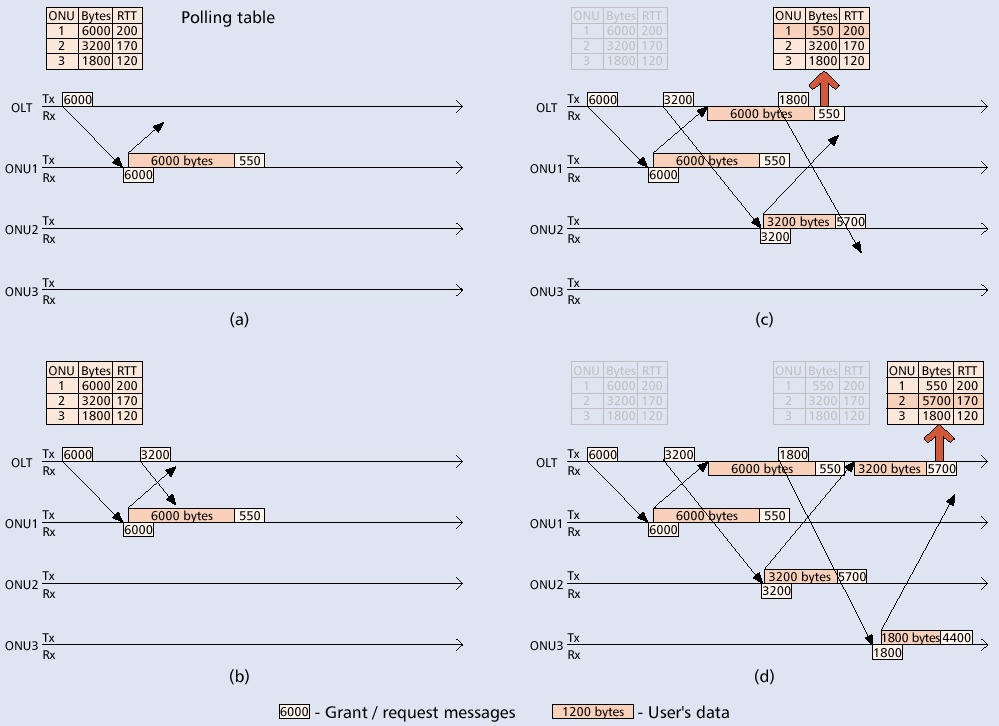 Polling table
ONU Bytes RTT
1 6000 200
2 3200 170
3 1800 120
OLT Tx Rx 6000
ONU1 Tx Rx 6000 bytes 550
6000
ONU2 Tx Rx
ONU3 Tx Rx
(a)
ONU Bytes RTT
1 6000 200
2 3200 170
3 1800 120
ONU Bytes RTT
1 550 200
2 3200 170
3 1800 120
OLT Tx Rx 6000 3200 1800
6000 bytes 550
ONU1 Tx Rx 6000 bytes 550
6000
ONU2 Tx Rx 3200 bytes 5700
3200
ONU3 Tx Rx
(c)
ONU Bytes RTT
1 6000 200
2 3200 170
3 1800 120
OLT Tx Rx 6000 3200
ONU1 Tx Rx 6000 bytes 550
6000
ONU2 Tx Rx
ONU3 Tx Rx
(b)
ONU Bytes RTT
1 6000 200
2 3200 170
3 1800 120
ONU Bytes RTT
1 550 200
2 3200 170
3 1800 120
ONU Bytes RTT
1 550 200
2 5700 170
3 1800 120
OLT Tx Rx 6000 3200 1800
6000 bytes 550 3200 bytes 5700
ONU1 Tx Rx 6000 bytes 550
6000
ONU2 Tx Rx 3200 bytes 5700
3200
ONU3 Tx Rx 1800 bytes 4400
1800
(d)
6000 - Grant / request messages 1200 bytes - User's data